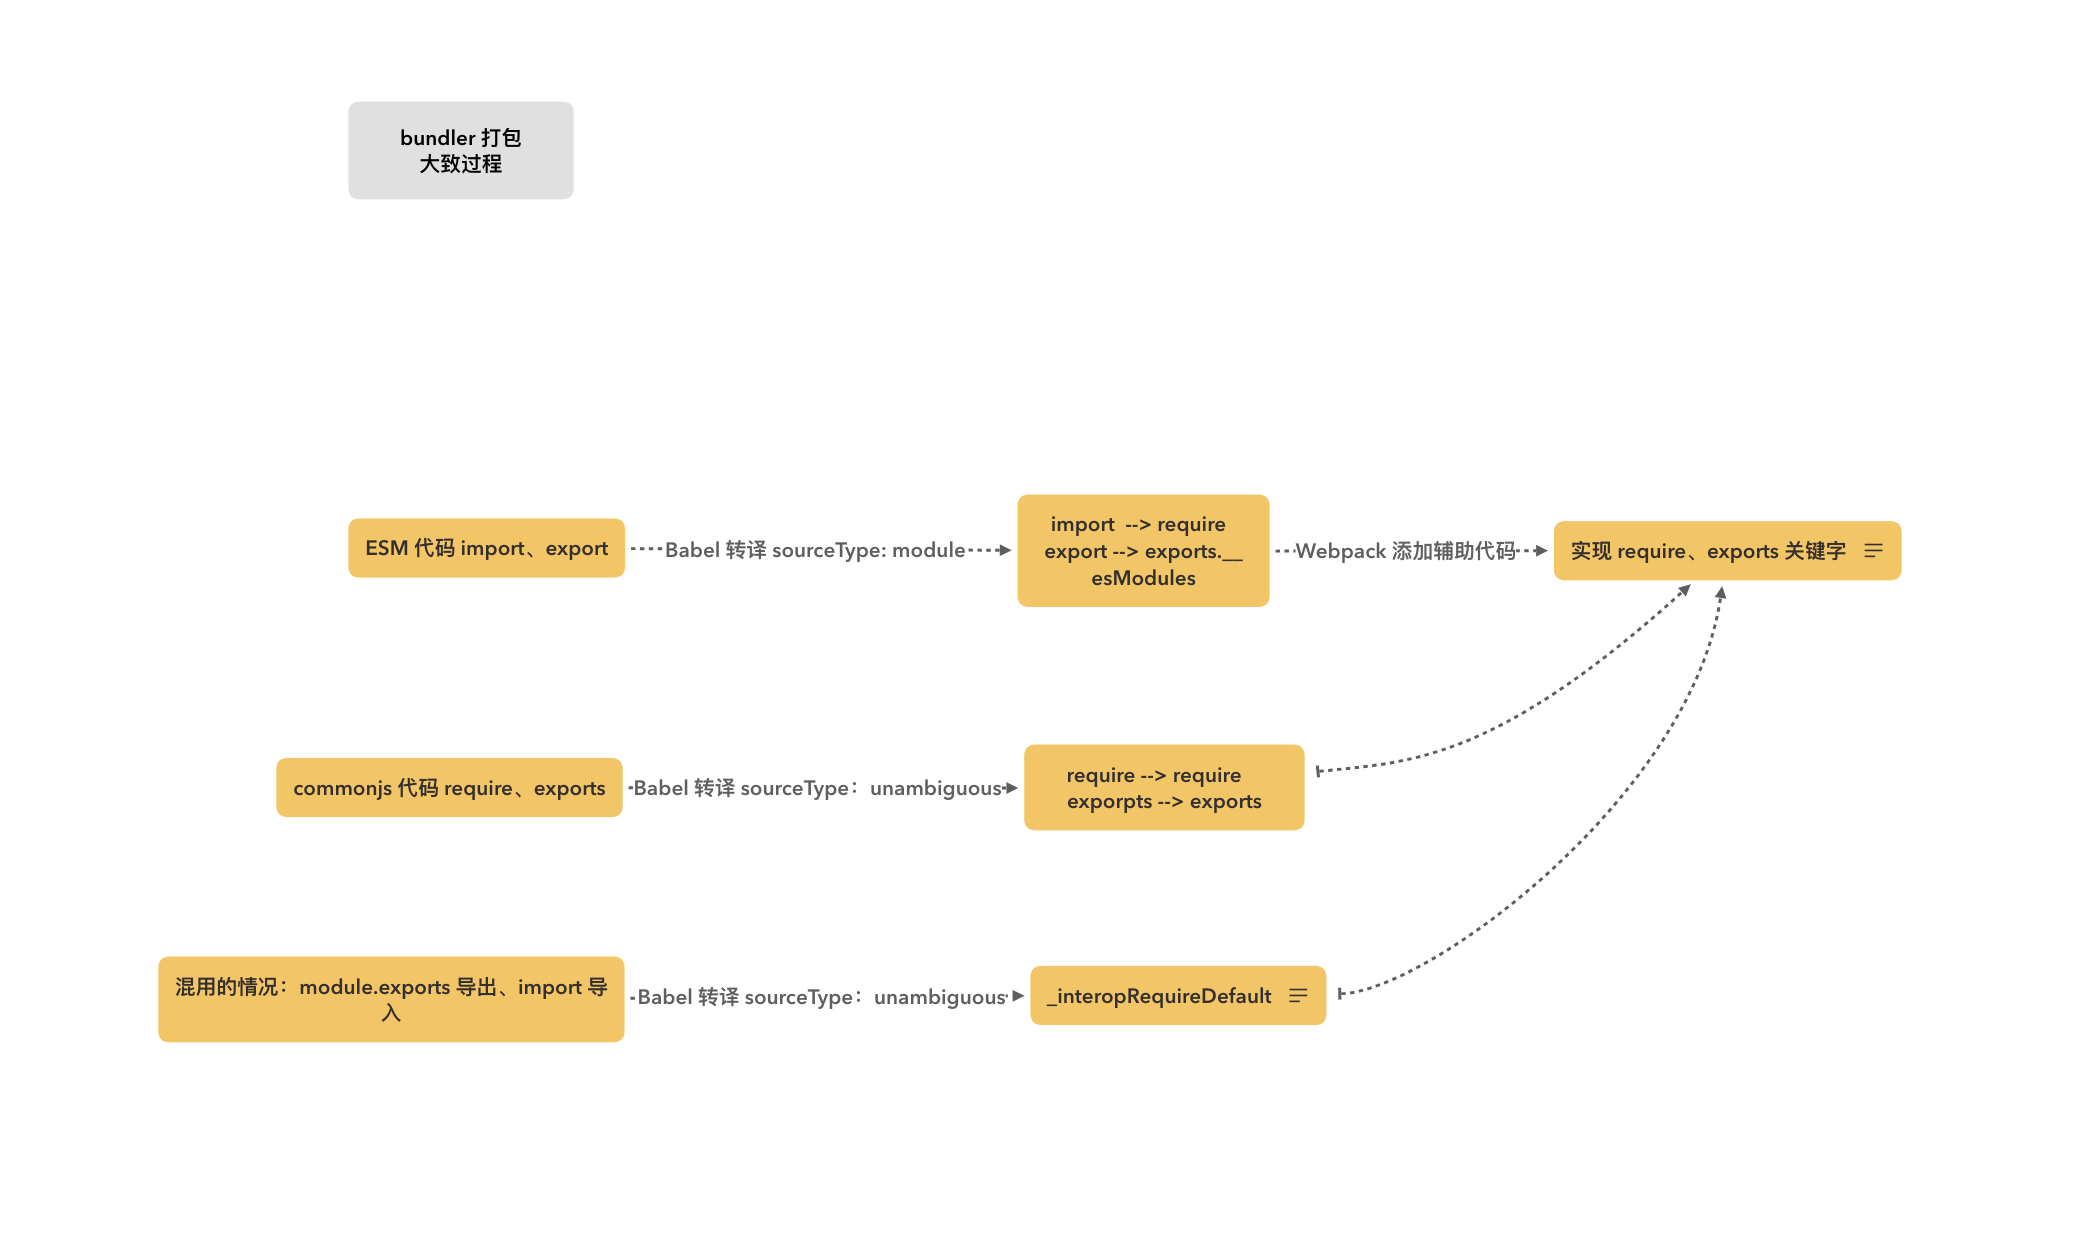 bundler 打包
大致过程
ESM 代码 import、export
Babel 转译 sourceType: module
import --> require
export --> exports.__
esModules
Webpack 添加辅助代码
实现 require、exports 关键字
commonjs 代码 require、exports
Babel 转译 sourceType：unambiguous
require --> require
exporpts --> exports
混用的情况：module.exports 导出、import 导
入
Babel 转译 sourceType：unambiguous
_interopRequireDefault